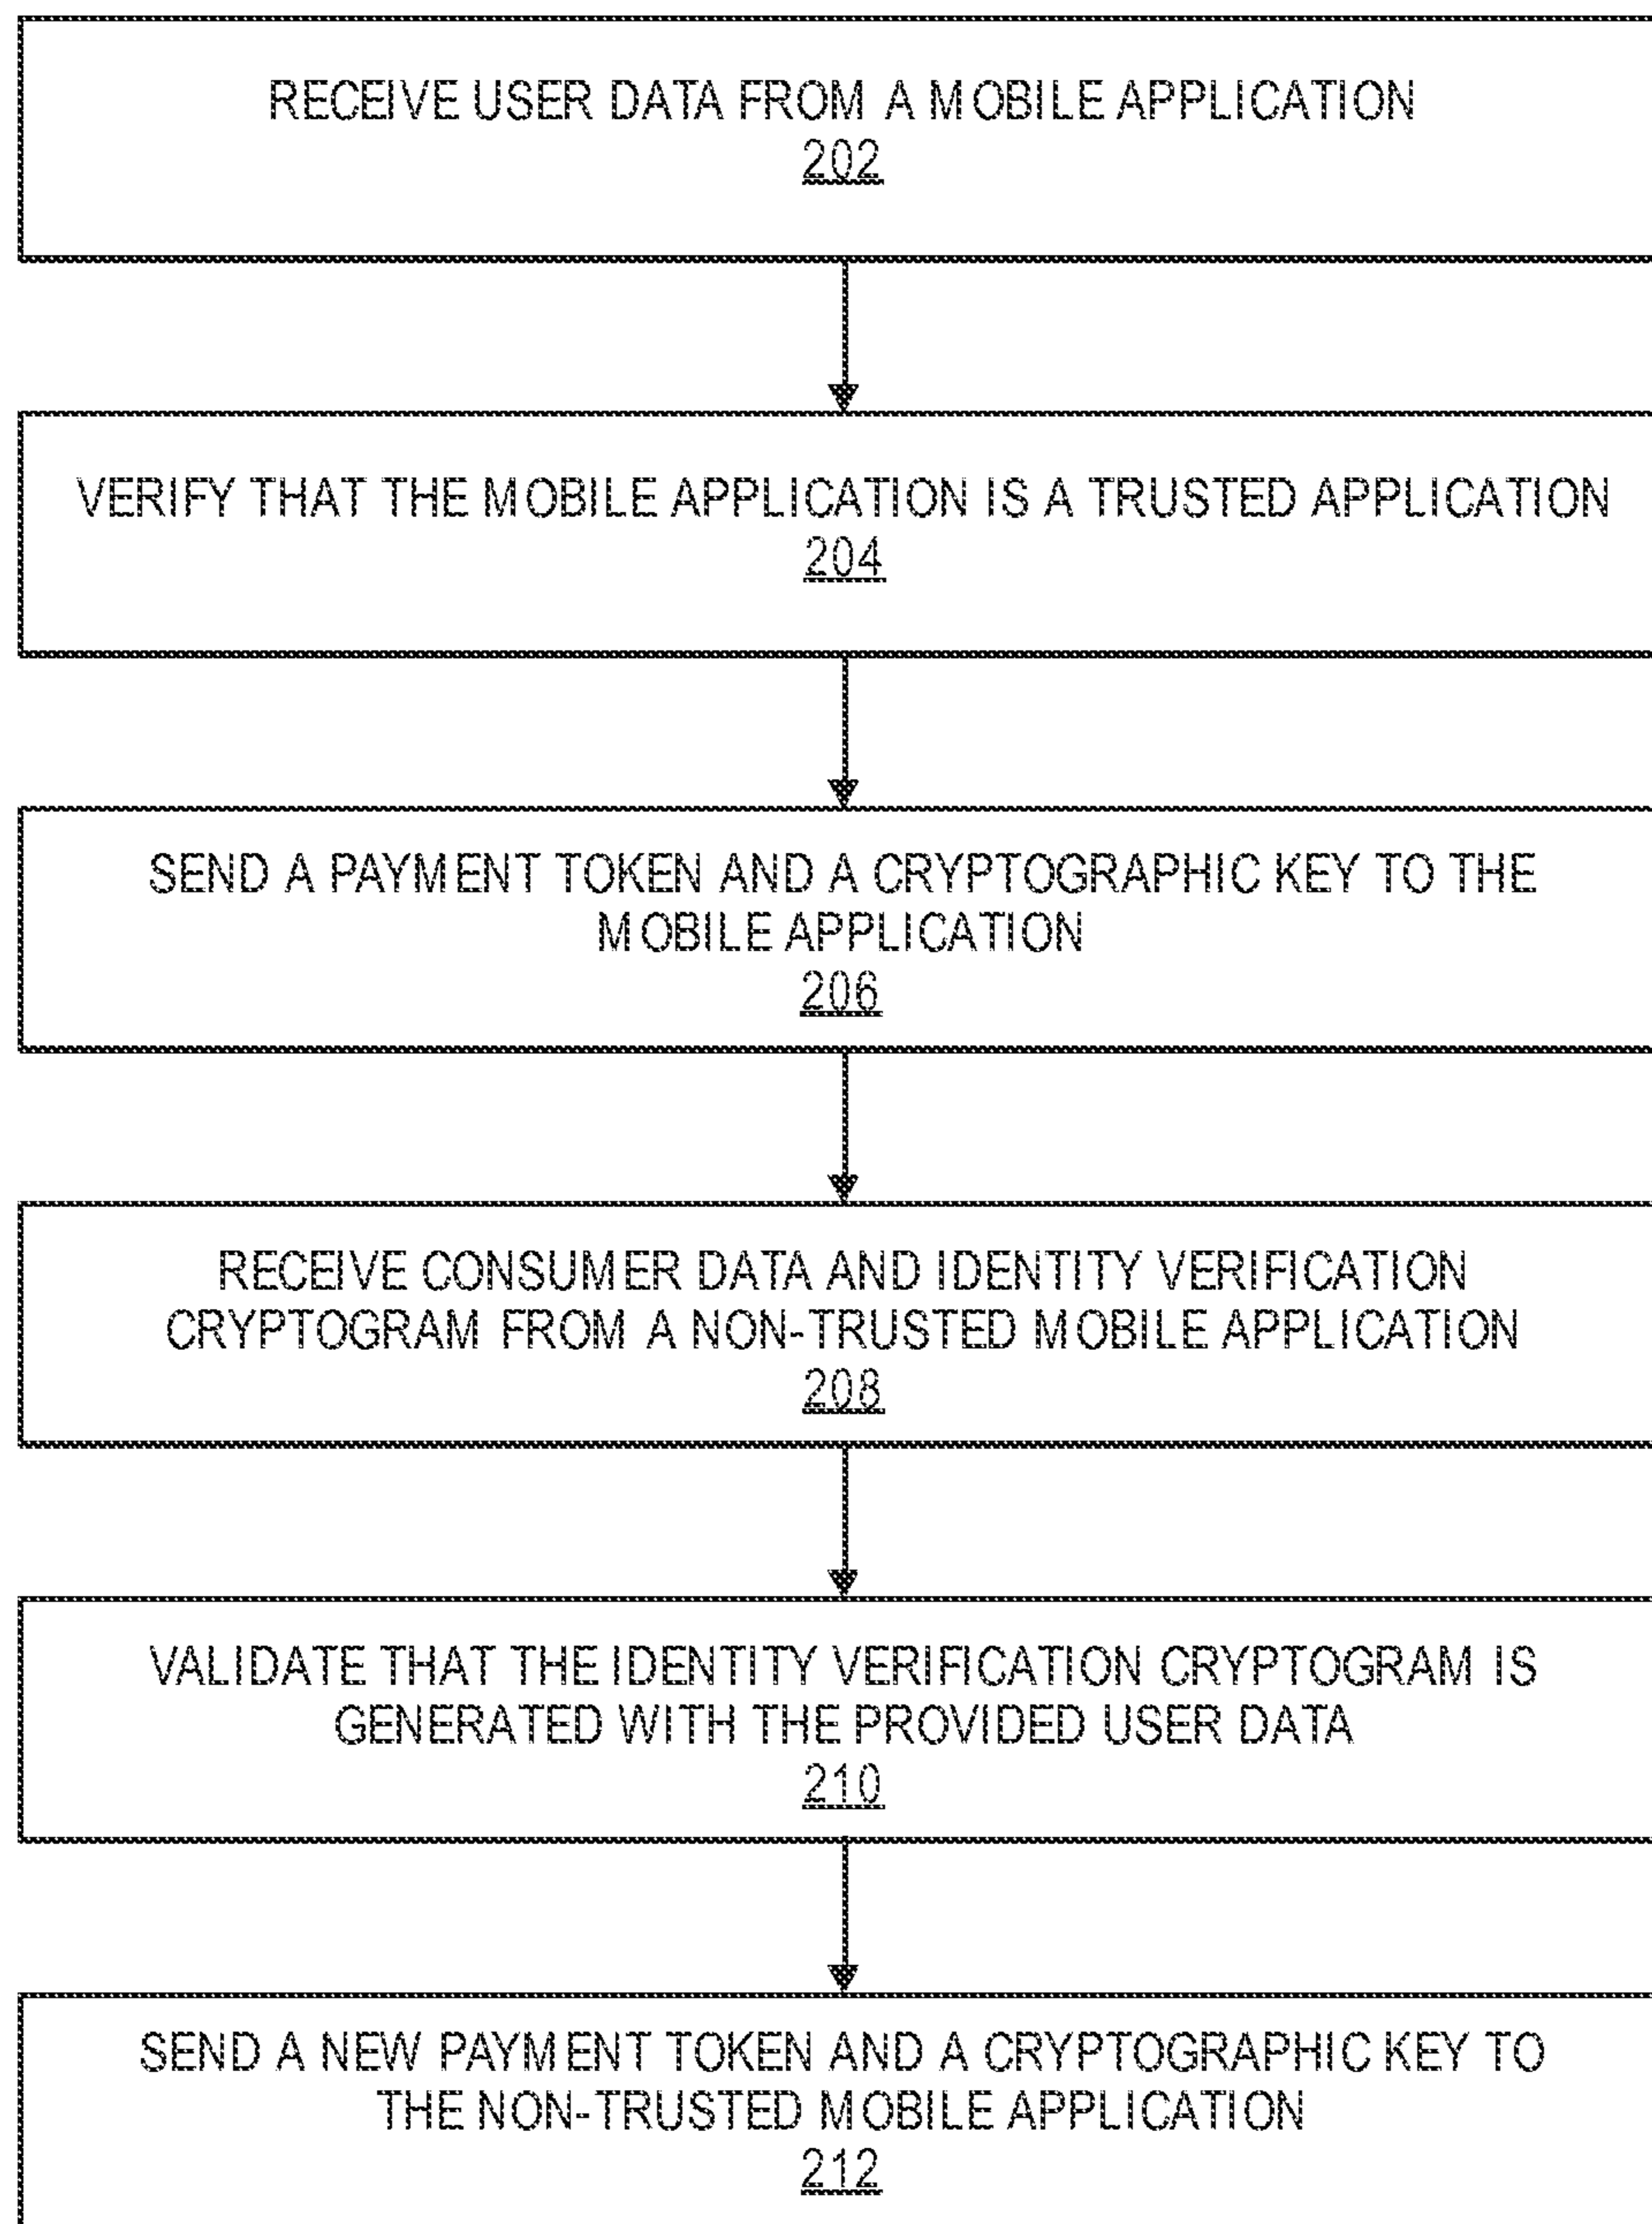 RECEIVE USER DATA FROM A MOBILE APPLICATION
202
VERIFY THAT THE MOBILE APPLICATION IS A TRUSTED APPLICATION
204
SEND A PAYMENT TOKEN AND A CRYPTOGRAPHIC KEY TO THE
MOBILE APPLICATION
206
RECEIVE CONSUMER DATA AND IDENTITY VERIFICATION
CRYPTOGRAM FROM A NON-TRUSTED MOBILE APPLICATION
208
VALIDATE THAT THE IDENTITY VERIFICATION CRYPTOGRAM IS
GENERATED WITH THE PROVIDED USER DATA
210
SEND A NEW PAYMENT TOKEN AND A CRYPTOGRAPHIC KEY TO
THE NON-TRUSTED MOBILE APPLICATION
212